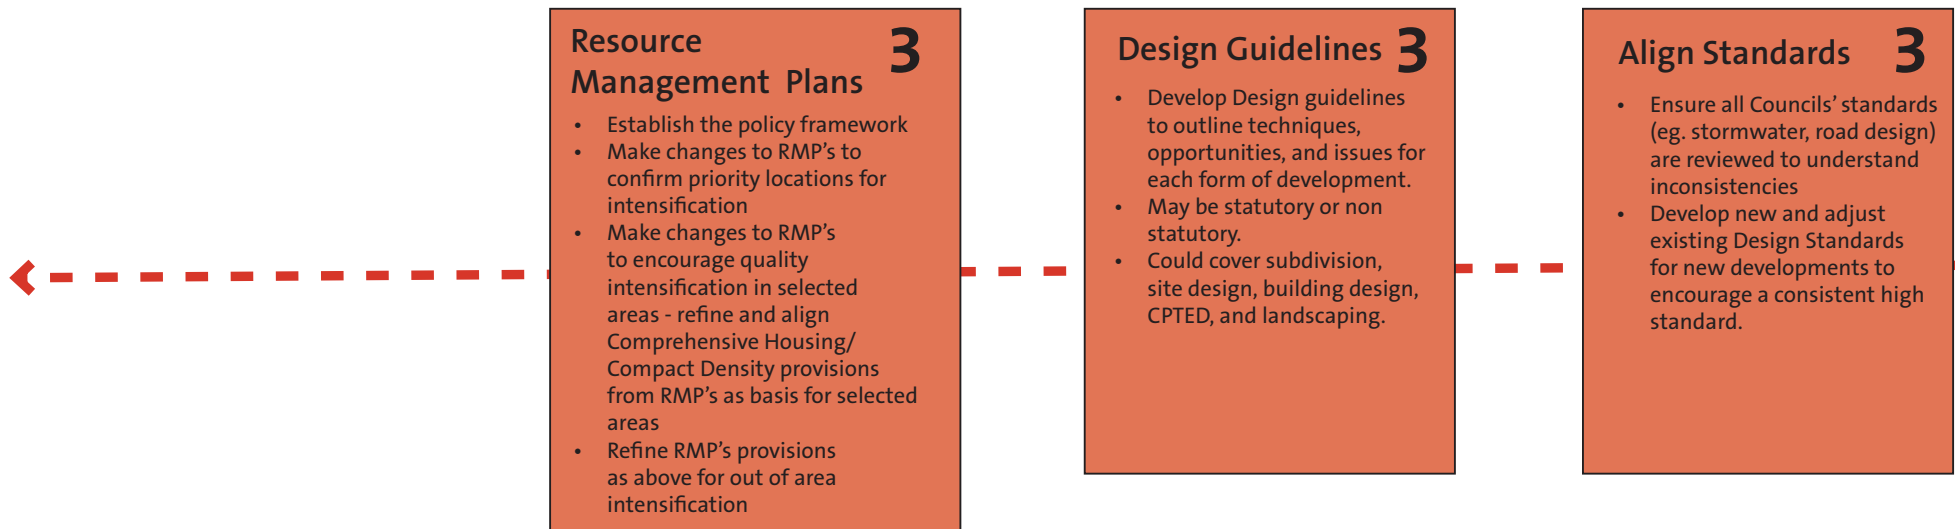 Resource
Management  Plans
3
• Establish the policy framework
• Make changes to RMP's to
confirm priority locations for
intensification
• Make changes to RMP's
to encourage quality
intensification in selected
areas - refine and align
Comprehensive Housing/
Compact Density provisions
from RMP's as basis for selected
areas
• Refine RMP's provisions
as above for out of area
intensification
Design Guidelines 3
• Develop Design guidelines
to outline techniques,
opportunities, and issues for
each form of development.
• May be statutory or non
statutory.
• Could cover subdivision,
site design, building design,
CPTED, and landscaping.
Align Standards 3
• Ensure all Councils' standards
(eg. stormwater, road design)
are reviewed to understand
inconsistencies
• Develop new and adjust
existing Design Standards
for new developments to
encourage a consistent high
standard.